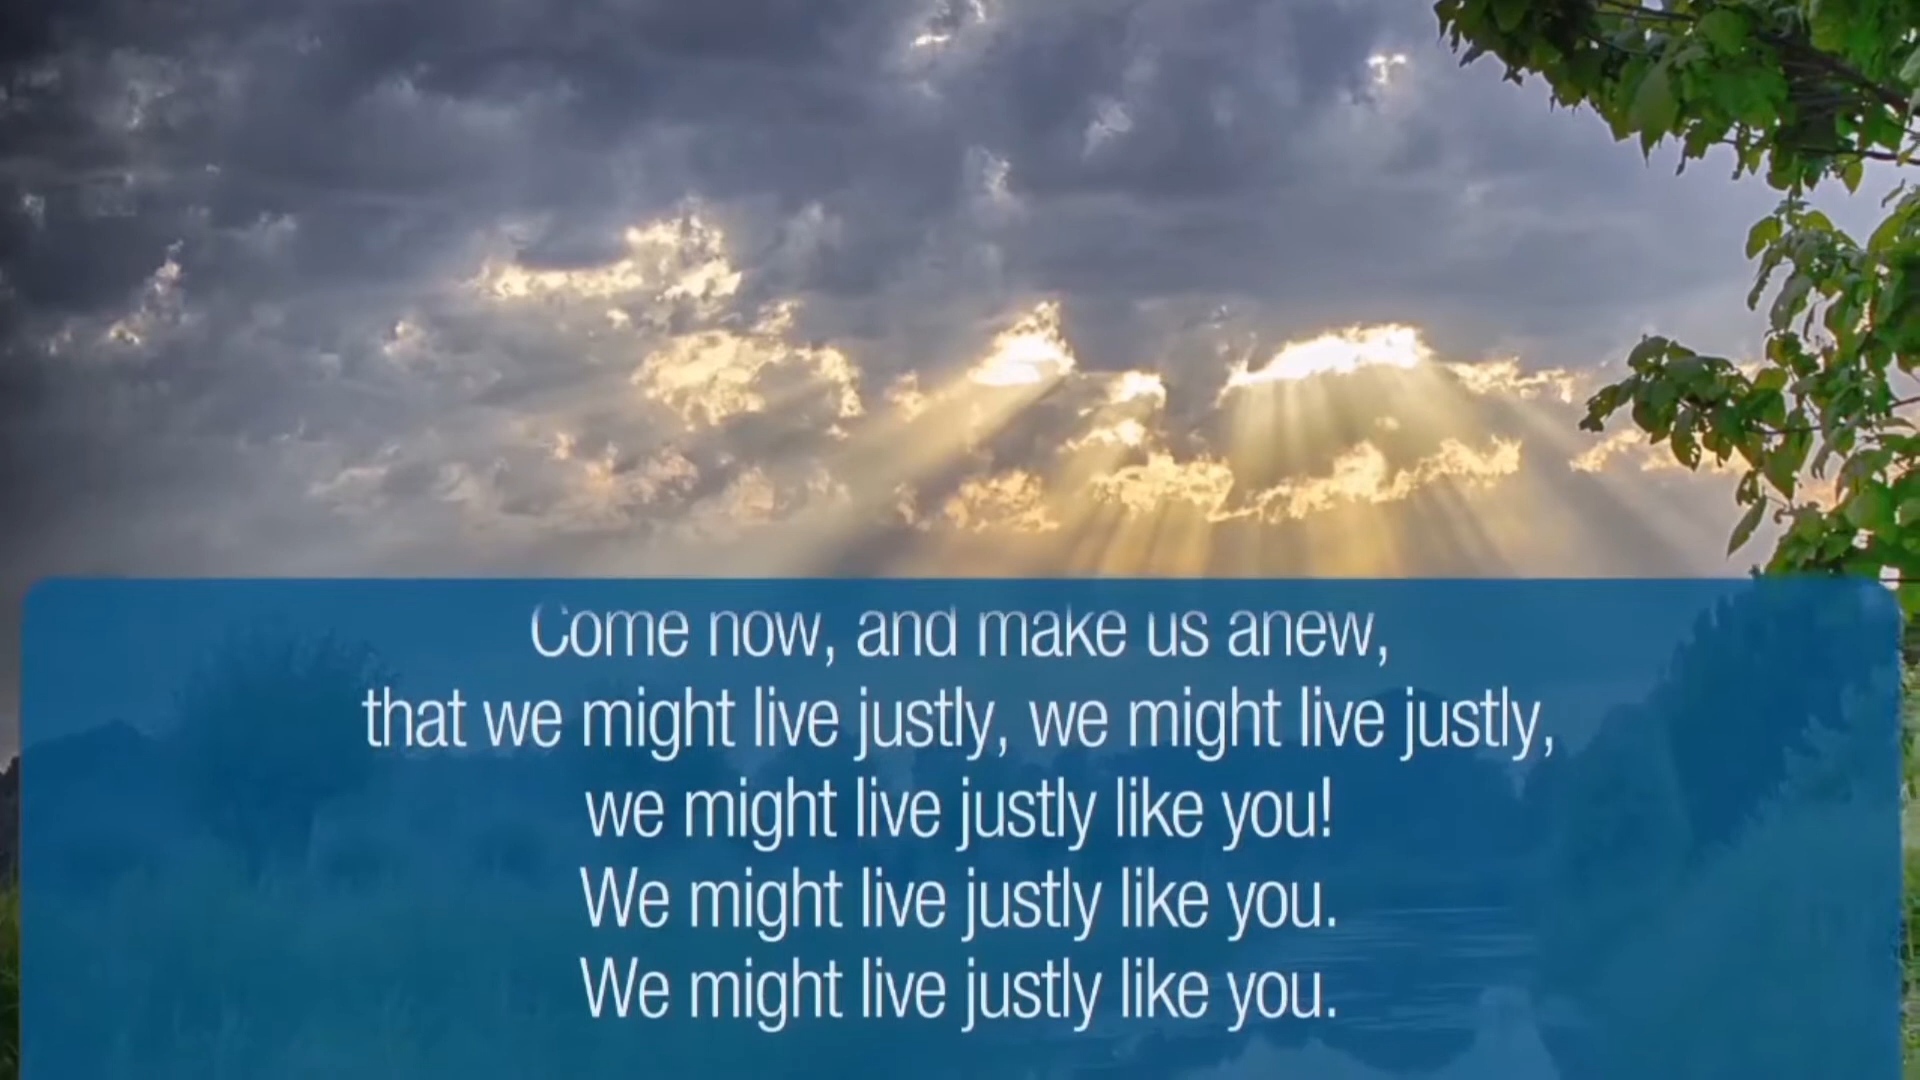 Come now, and make us anew,
that we might live justly, we might live justly,
we might live justly like you!
We might live justly like you.
We might live justly like you.